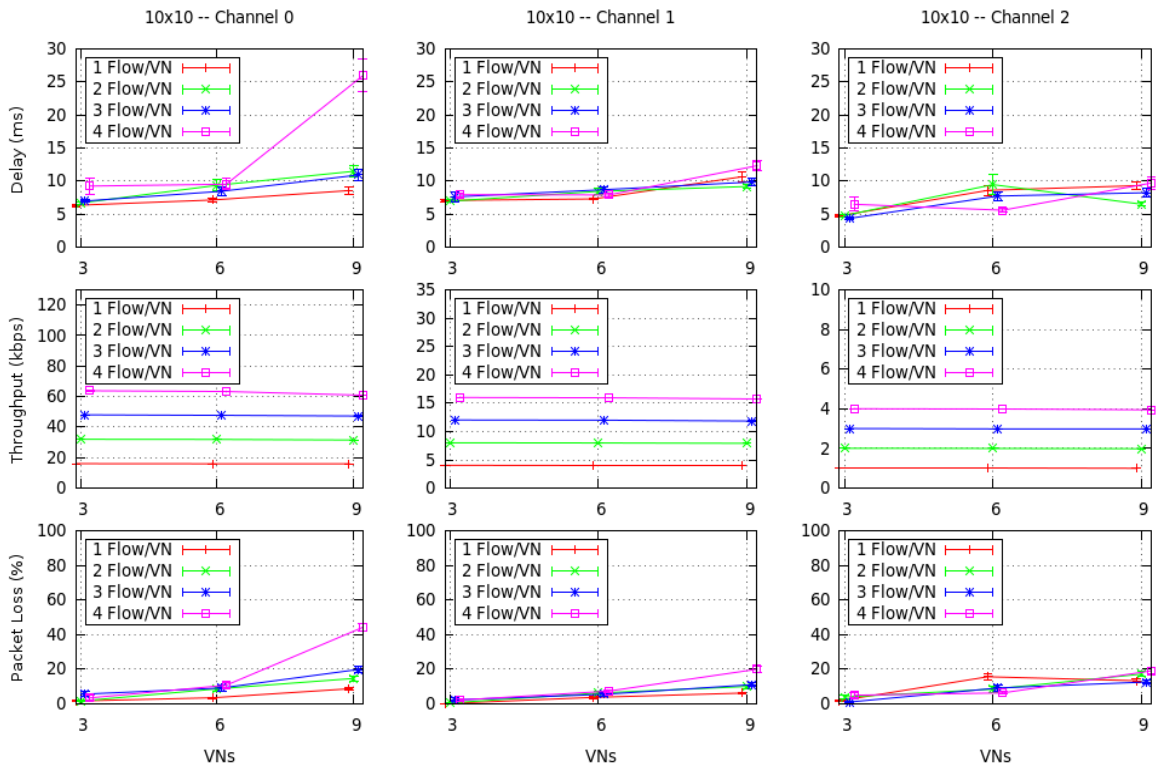 10x10 -- Channel 0
10x10 -- Channel 1
10x10 -- Channel 2
Delay (ms)
30
25
20
15
10
5
0
1 Flow/VN
2 Flow/VN
3 Flow/VN
4 Flow/VN
3 6 9
30
25
20
15
10
5
0
1 Flow/VN
2 Flow/VN
3 Flow/VN
4 Flow/VN
3 6 9
30
25
20
15
10
5
0
1 Flow/VN
2 Flow/VN
3 Flow/VN
4 Flow/VN
3 6 9
Throughput (kbps)
120
100
80
60
40
20
0
1 Flow/VN
2 Flow/VN
3 Flow/VN
4 Flow/VN
3 6 9
35
30
25
20
15
10
5
0
1 Flow/VN
2 Flow/VN
3 Flow/VN
4 Flow/VN
3 6 9
10
8
6
4
2
0
1 Flow/VN
2 Flow/VN
3 Flow/VN
4 Flow/VN
3 6 9
Packet Loss (%)
100
80
60
40
20
0
1 Flow/VN
2 Flow/VN
3 Flow/VN
4 Flow/VN
3 6 9
VNs
100
80
60
40
20
0
1 Flow/VN
2 Flow/VN
3 Flow/VN
4 Flow/VN
3 6 9
VNs
100
80
60
40
20
0
1 Flow/VN
2 Flow/VN
3 Flow/VN
4 Flow/VN
3 6 9
VNs